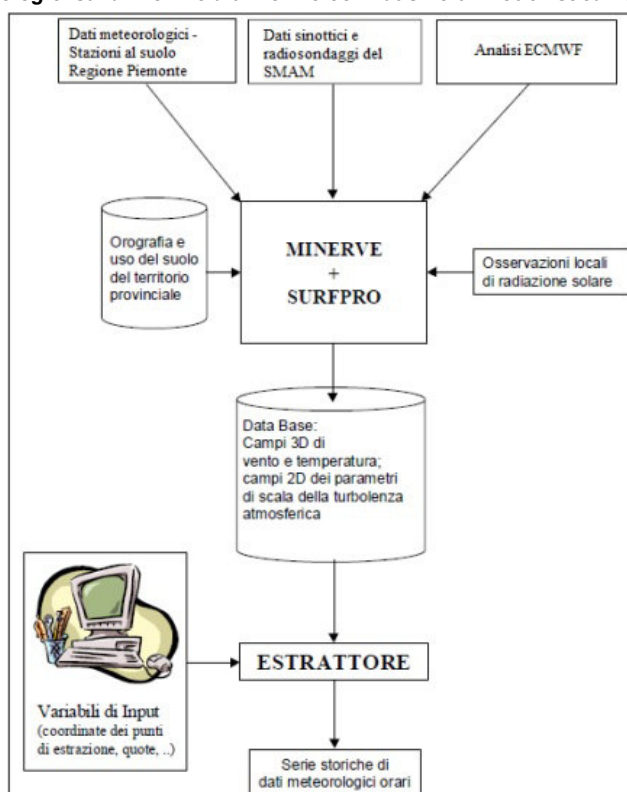 Dati meteorologici -
Stazioni al suolo
Regione Piemonte
Dati sinottici e
radiosondaggi del
SMAM
Analisi ECMWF
Orografia e
uso del suolo
del territorio
provinciale
MINERVE
+
SURFPRO
Osservazioni locali
di radiazione solare
Data Base:
Campi 3D di
vento e temperatura;
campi 2D dei parametri
di scala della turbolenza
atmosferica
Variabili di Input
(coordinate dei punti
di estrazione, quote, ..)
ESTRATTORE
Serie storiche di
dati meteorologici orari